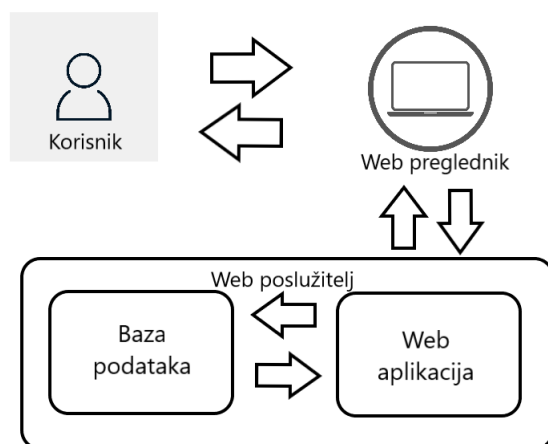 Korisnik
Web preglednik
Web poslužitelj
Baza
podataka
Web
aplikacija